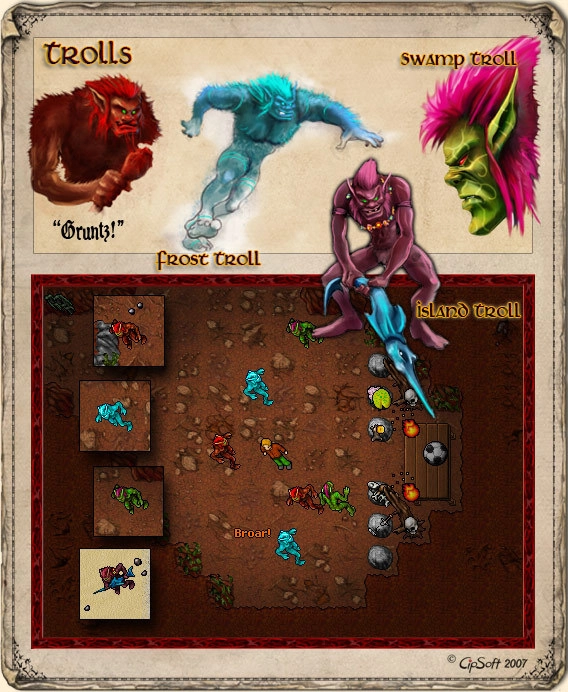 Trolls
Swamp Troll
"Gruntz!"
Frost Troll
Island Troll
Broar!
© CipSoft 2007